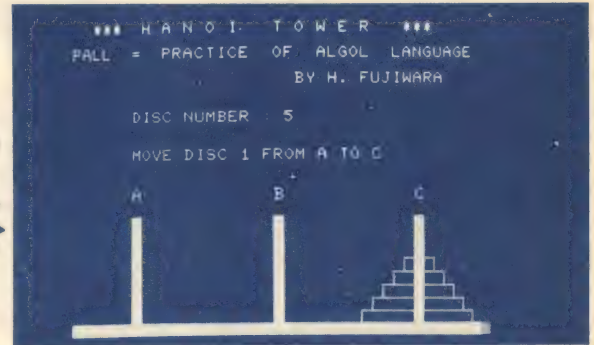 *** H A N O I   T O W E R ***
PALL = PRACTICE OF ALGOL LANGUAGE
BY H. FUJIWARA
DISC NUMBER : 5
MOVE DISC 1 FROM A TO C
A B C